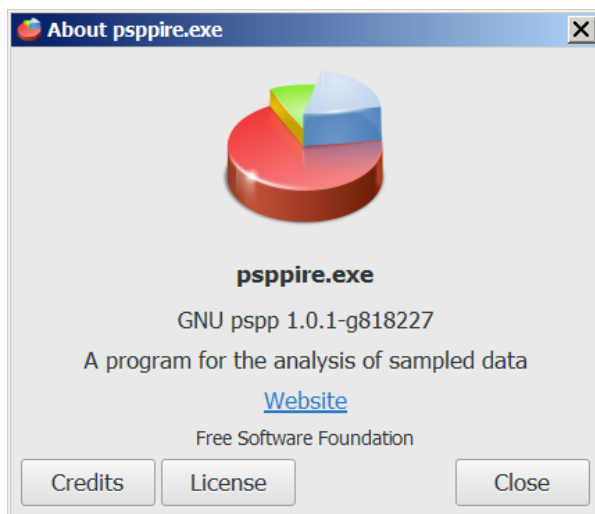 About psppire.exe
psppire.exe
GNU pspp 1.0.1-g818227
A program for the analysis of sampled data
Website
Free Software Foundation
Credits License Close